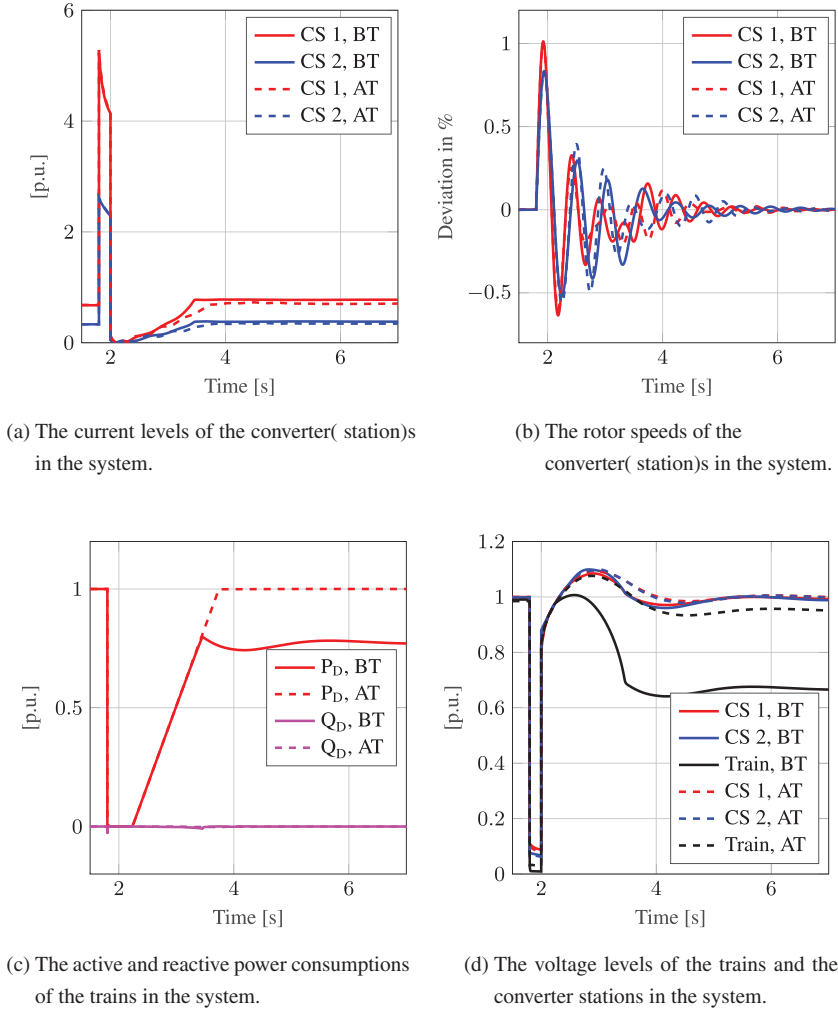 6
4
2
0
[p.u.]
CS 1, BT
CS 2, BT
CS 1, AT
CS 2, AT
2
4
6
Time [s]
(a) The current levels of the converter( station)s
in the system.
1
0.5
0
−0.5
Deviation in %
CS 1, BT
CS 2, BT
CS 1, AT
CS 2, AT
2
4
6
Time [s]
(b) The rotor speeds of the
converter( station)s in the system.
1
0.5
0
[p.u.]
P_D, BT
P_D, AT
Q_D, BT
Q_D, AT
2
4
6
Time [s]
(c) The active and reactive power consumptions
of the trains in the system.
1.2
1
0.8
0.6
0.4
0.2
0
[p.u.]
CS 1, BT
CS 2, BT
Train, BT
CS 1, AT
CS 2, AT
Train, AT
2
4
6
Time [s]
(d) The voltage levels of the trains and the
converter stations in the system.